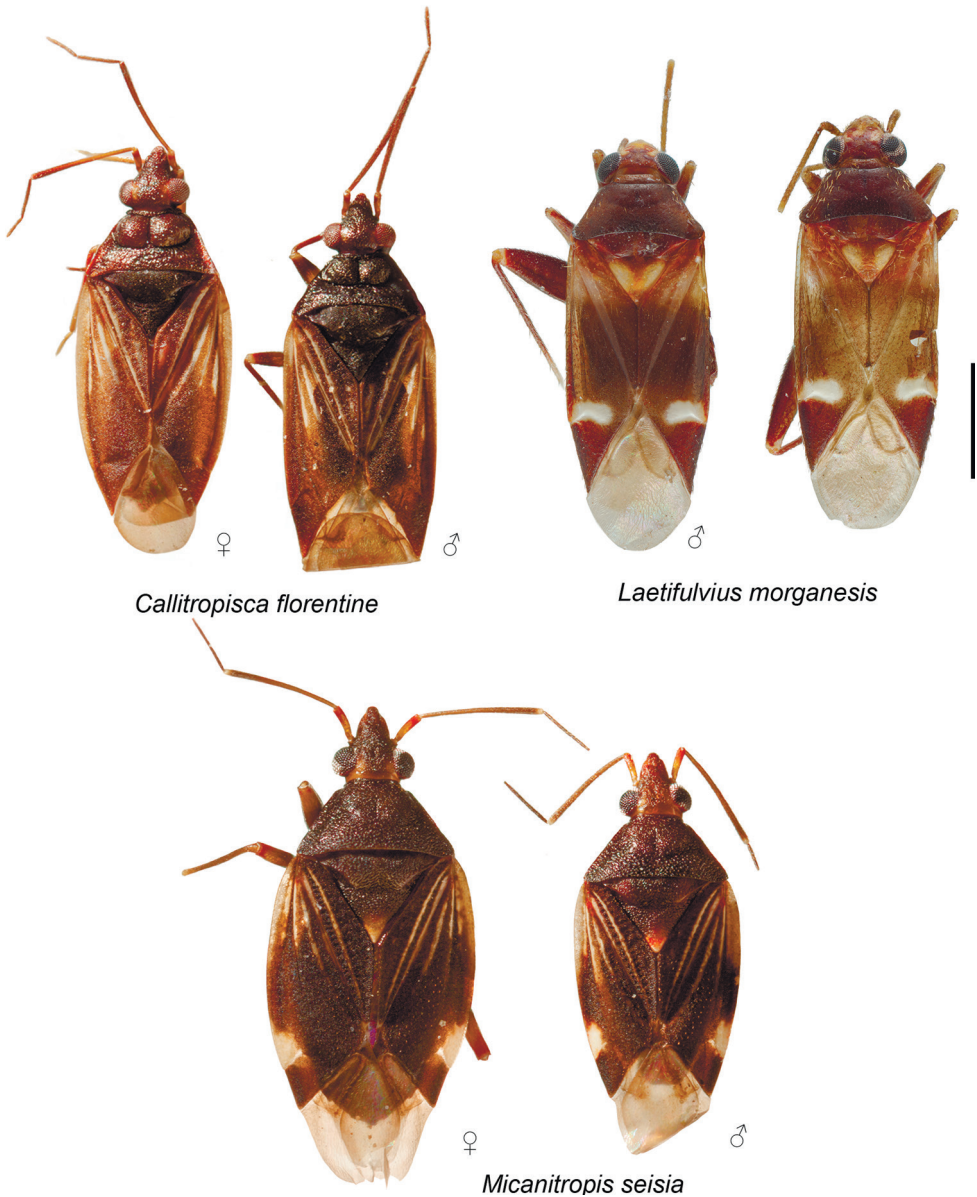 ♀
♂
Callitropisca florentine
♂
Laetifulvius morganesis
♀
♂
Micanitropis seisia